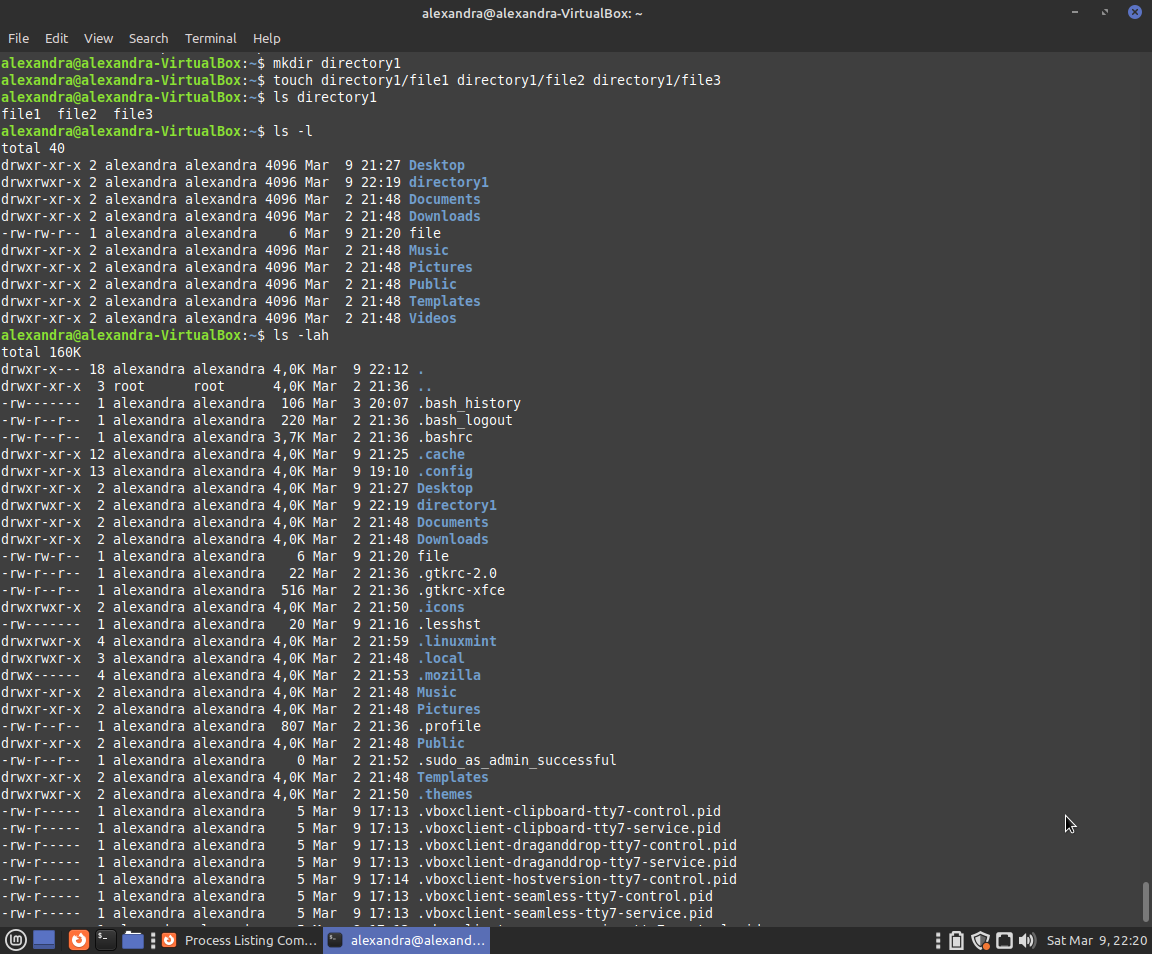 alexandra@alexandra-VirtualBox: ~
File Edit View Search Terminal Help
alexandra@alexandra-VirtualBox:~$ mkdir directory1
alexandra@alexandra-VirtualBox:~$ touch directory1/file1 directory1/file2 directory1/file3
alexandra@alexandra-VirtualBox:~$ ls directory1
file1  file2  file3
alexandra@alexandra-VirtualBox:~$ ls -l
total 40
drwxr-xr-x 2 alexandra alexandra 4096 Mar  9 21:27 Desktop
drwxrwxr-x 2 alexandra alexandra 4096 Mar  9 22:19 directory1
drwxr-xr-x 2 alexandra alexandra 4096 Mar  2 21:48 Documents
drwxr-xr-x 2 alexandra alexandra 4096 Mar  2 21:48 Downloads
-rw-rw-r-- 1 alexandra alexandra    6 Mar  9 21:20 file
drwxr-xr-x 2 alexandra alexandra 4096 Mar  2 21:48 Music
drwxr-xr-x 2 alexandra alexandra 4096 Mar  2 21:48 Pictures
drwxr-xr-x 2 alexandra alexandra 4096 Mar  2 21:48 Public
drwxr-xr-x 2 alexandra alexandra 4096 Mar  2 21:48 Templates
drwxr-xr-x 2 alexandra alexandra 4096 Mar  2 21:48 Videos
alexandra@alexandra-VirtualBox:~$ ls -lah
total 160K
drwxr-x--- 18 alexandra alexandra 4,0K Mar  9 22:12 .
drwxr-xr-x  3 root      root      4,0K Mar  2 21:36 ..
-rw-------  1 alexandra alexandra  106 Mar  3 20:07 .bash_history
-rw-r--r--  1 alexandra alexandra  220 Mar  2 21:36 .bash_logout
-rw-r--r--  1 alexandra alexandra 3,7K Mar  2 21:36 .bashrc
drwxr-xr-x 12 alexandra alexandra 4,0K Mar  9 21:25 .cache
drwxr-xr-x 13 alexandra alexandra 4,0K Mar  9 19:10 .config
drwxr-xr-x  2 alexandra alexandra 4,0K Mar  9 21:27 Desktop
drwxrwxr-x  2 alexandra alexandra 4,0K Mar  9 22:19 directory1
drwxr-xr-x  2 alexandra alexandra 4,0K Mar  2 21:48 Documents
drwxr-xr-x  2 alexandra alexandra 4,0K Mar  2 21:48 Downloads
-rw-rw-r--  1 alexandra alexandra    6 Mar  9 21:20 file
-rw-r--r--  1 alexandra alexandra   22 Mar  2 21:36 .gtkrc-2.0
-rw-r--r--  1 alexandra alexandra  516 Mar  2 21:36 .gtkrc-xfce
drwxrwxr-x  2 alexandra alexandra 4,0K Mar  2 21:50 .icons
-rw-------  1 alexandra alexandra   20 Mar  9 21:16 .lesshst
drwxrwxr-x  4 alexandra alexandra 4,0K Mar  2 21:59 .linuxmint
drwxrwxr-x  3 alexandra alexandra 4,0K Mar  2 21:48 .local
drwx------  4 alexandra alexandra 4,0K Mar  2 21:53 .mozilla
drwxr-xr-x  2 alexandra alexandra 4,0K Mar  2 21:48 Music
drwxr-xr-x  2 alexandra alexandra 4,0K Mar  2 21:48 Pictures
-rw-r--r--  1 alexandra alexandra  807 Mar  2 21:36 .profile
drwxr-xr-x  2 alexandra alexandra 4,0K Mar  2 21:48 Public
-rw-r--r--  1 alexandra alexandra    0 Mar  2 21:52 .sudo_as_admin_successful
drwxr-xr-x  2 alexandra alexandra 4,0K Mar  2 21:48 Templates
drwxrwxr-x  2 alexandra alexandra 4,0K Mar  2 21:50 .themes
-rw-r-----  1 alexandra alexandra    5 Mar  9 17:13 .vboxclient-clipboard-tty7-control.pid
-rw-r-----  1 alexandra alexandra    5 Mar  9 17:13 .vboxclient-clipboard-tty7-service.pid
-rw-r-----  1 alexandra alexandra    5 Mar  9 17:13 .vboxclient-draganddrop-tty7-control.pid
-rw-r-----  1 alexandra alexandra    5 Mar  9 17:13 .vboxclient-draganddrop-tty7-service.pid
-rw-r-----  1 alexandra alexandra    5 Mar  9 17:14 .vboxclient-hostversion-tty7-control.pid
-rw-r-----  1 alexandra alexandra    5 Mar  9 17:13 .vboxclient-seamless-tty7-control.pid
-rw-r-----  1 alexandra alexandra    5 Mar  9 17:13 .vboxclient-seamless-tty7-service.pid
Process Listing Com... alexandra@alexand... Sat Mar 9, 22:20